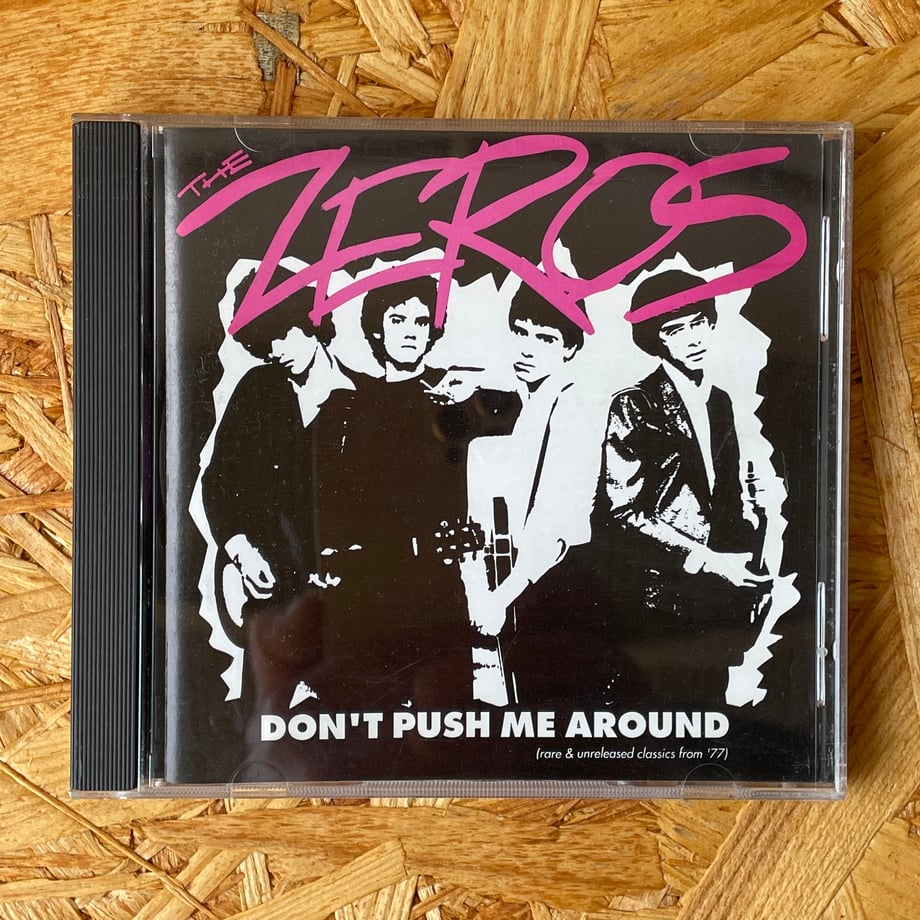 THE
ZEROS
DON'T PUSH ME AROUND
(rare & unreleased classics from '77)